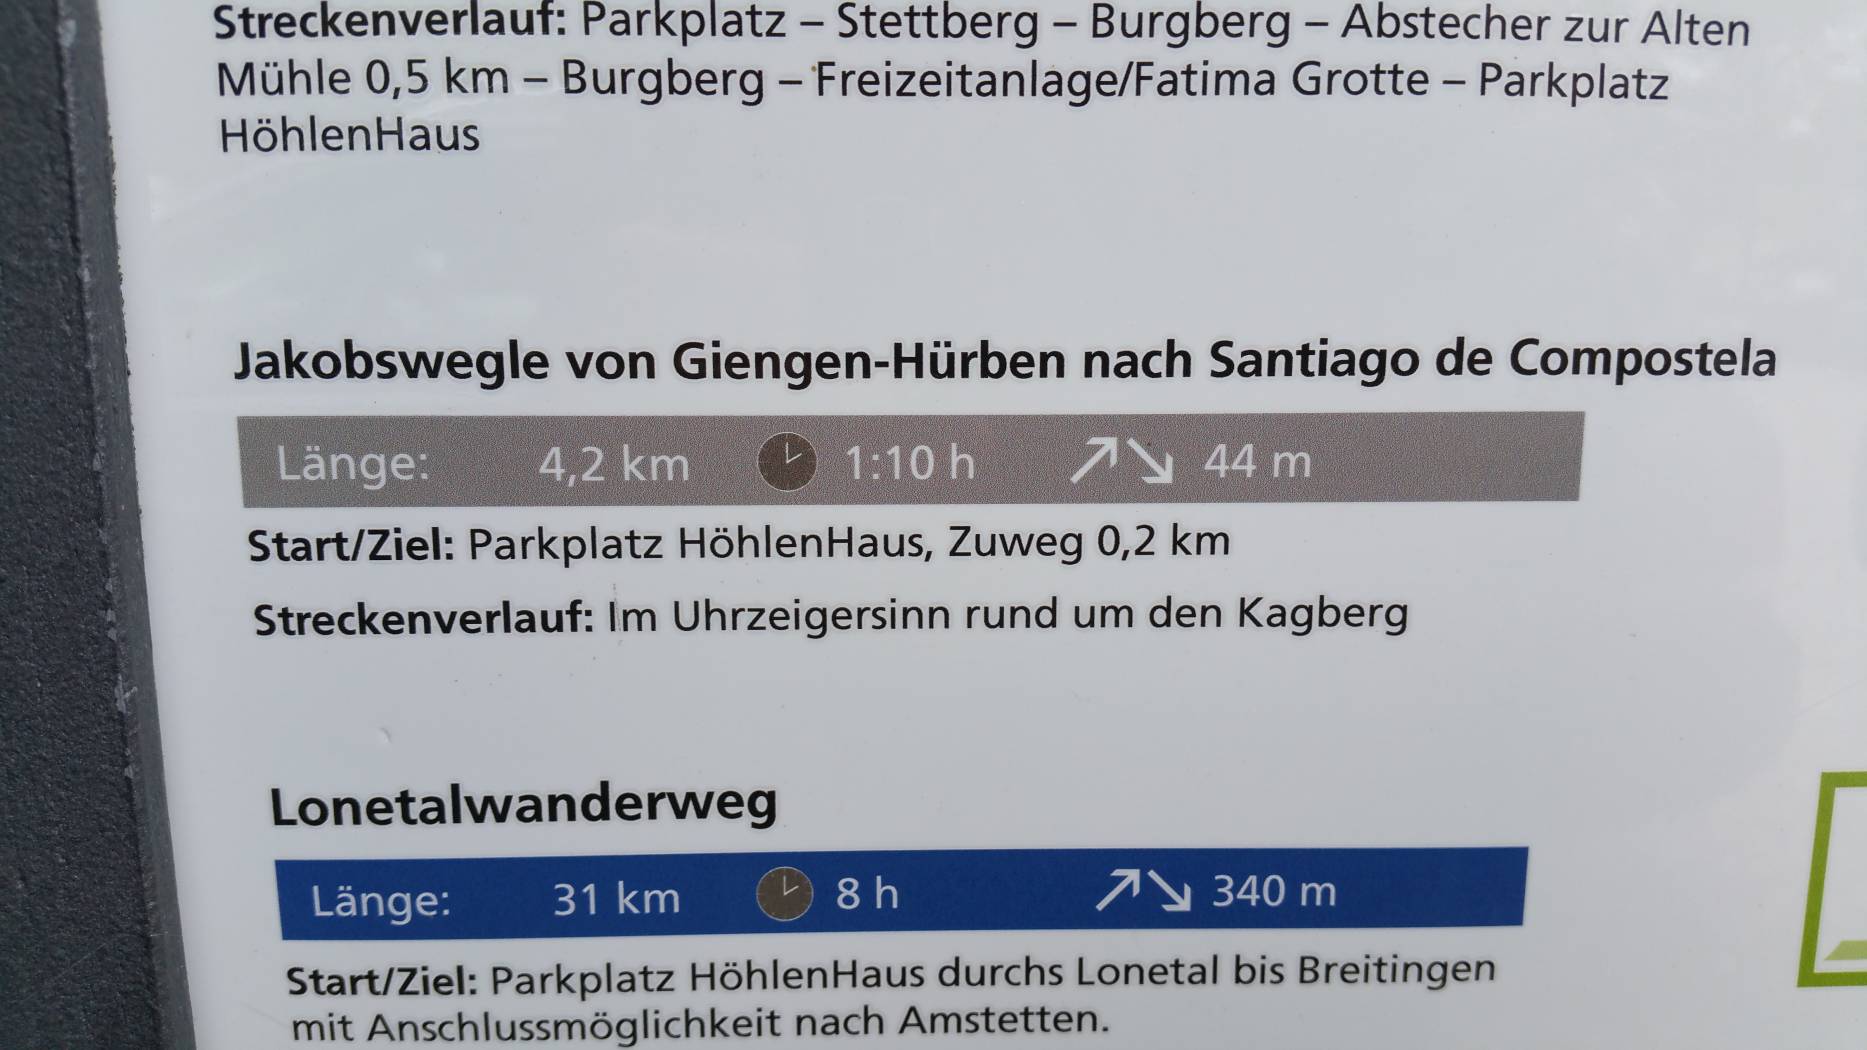 Streckenverlauf: Parkplatz – Stettberg – Burgberg – Abstecher zur Alten
Mühle 0,5 km – Burgberg – Freizeitanlage/Fatima Grotte – Parkplatz
HöhlenHaus
Jakobswegle von Giengen-Hürben nach Santiago de Compostela
Länge: 4,2 km 1:10 h 44 m
Start/Ziel: Parkplatz HöhlenHaus, Zuweg 0,2 km
Streckenverlauf: Im Uhrzeigersinn rund um den Kagberg
Lonetalwanderweg
Länge: 31 km 8 h 340 m
Start/Ziel: Parkplatz HöhlenHaus durchs Lonetal bis Breitingen
mit Anschlussmöglichkeit nach Amstetten.